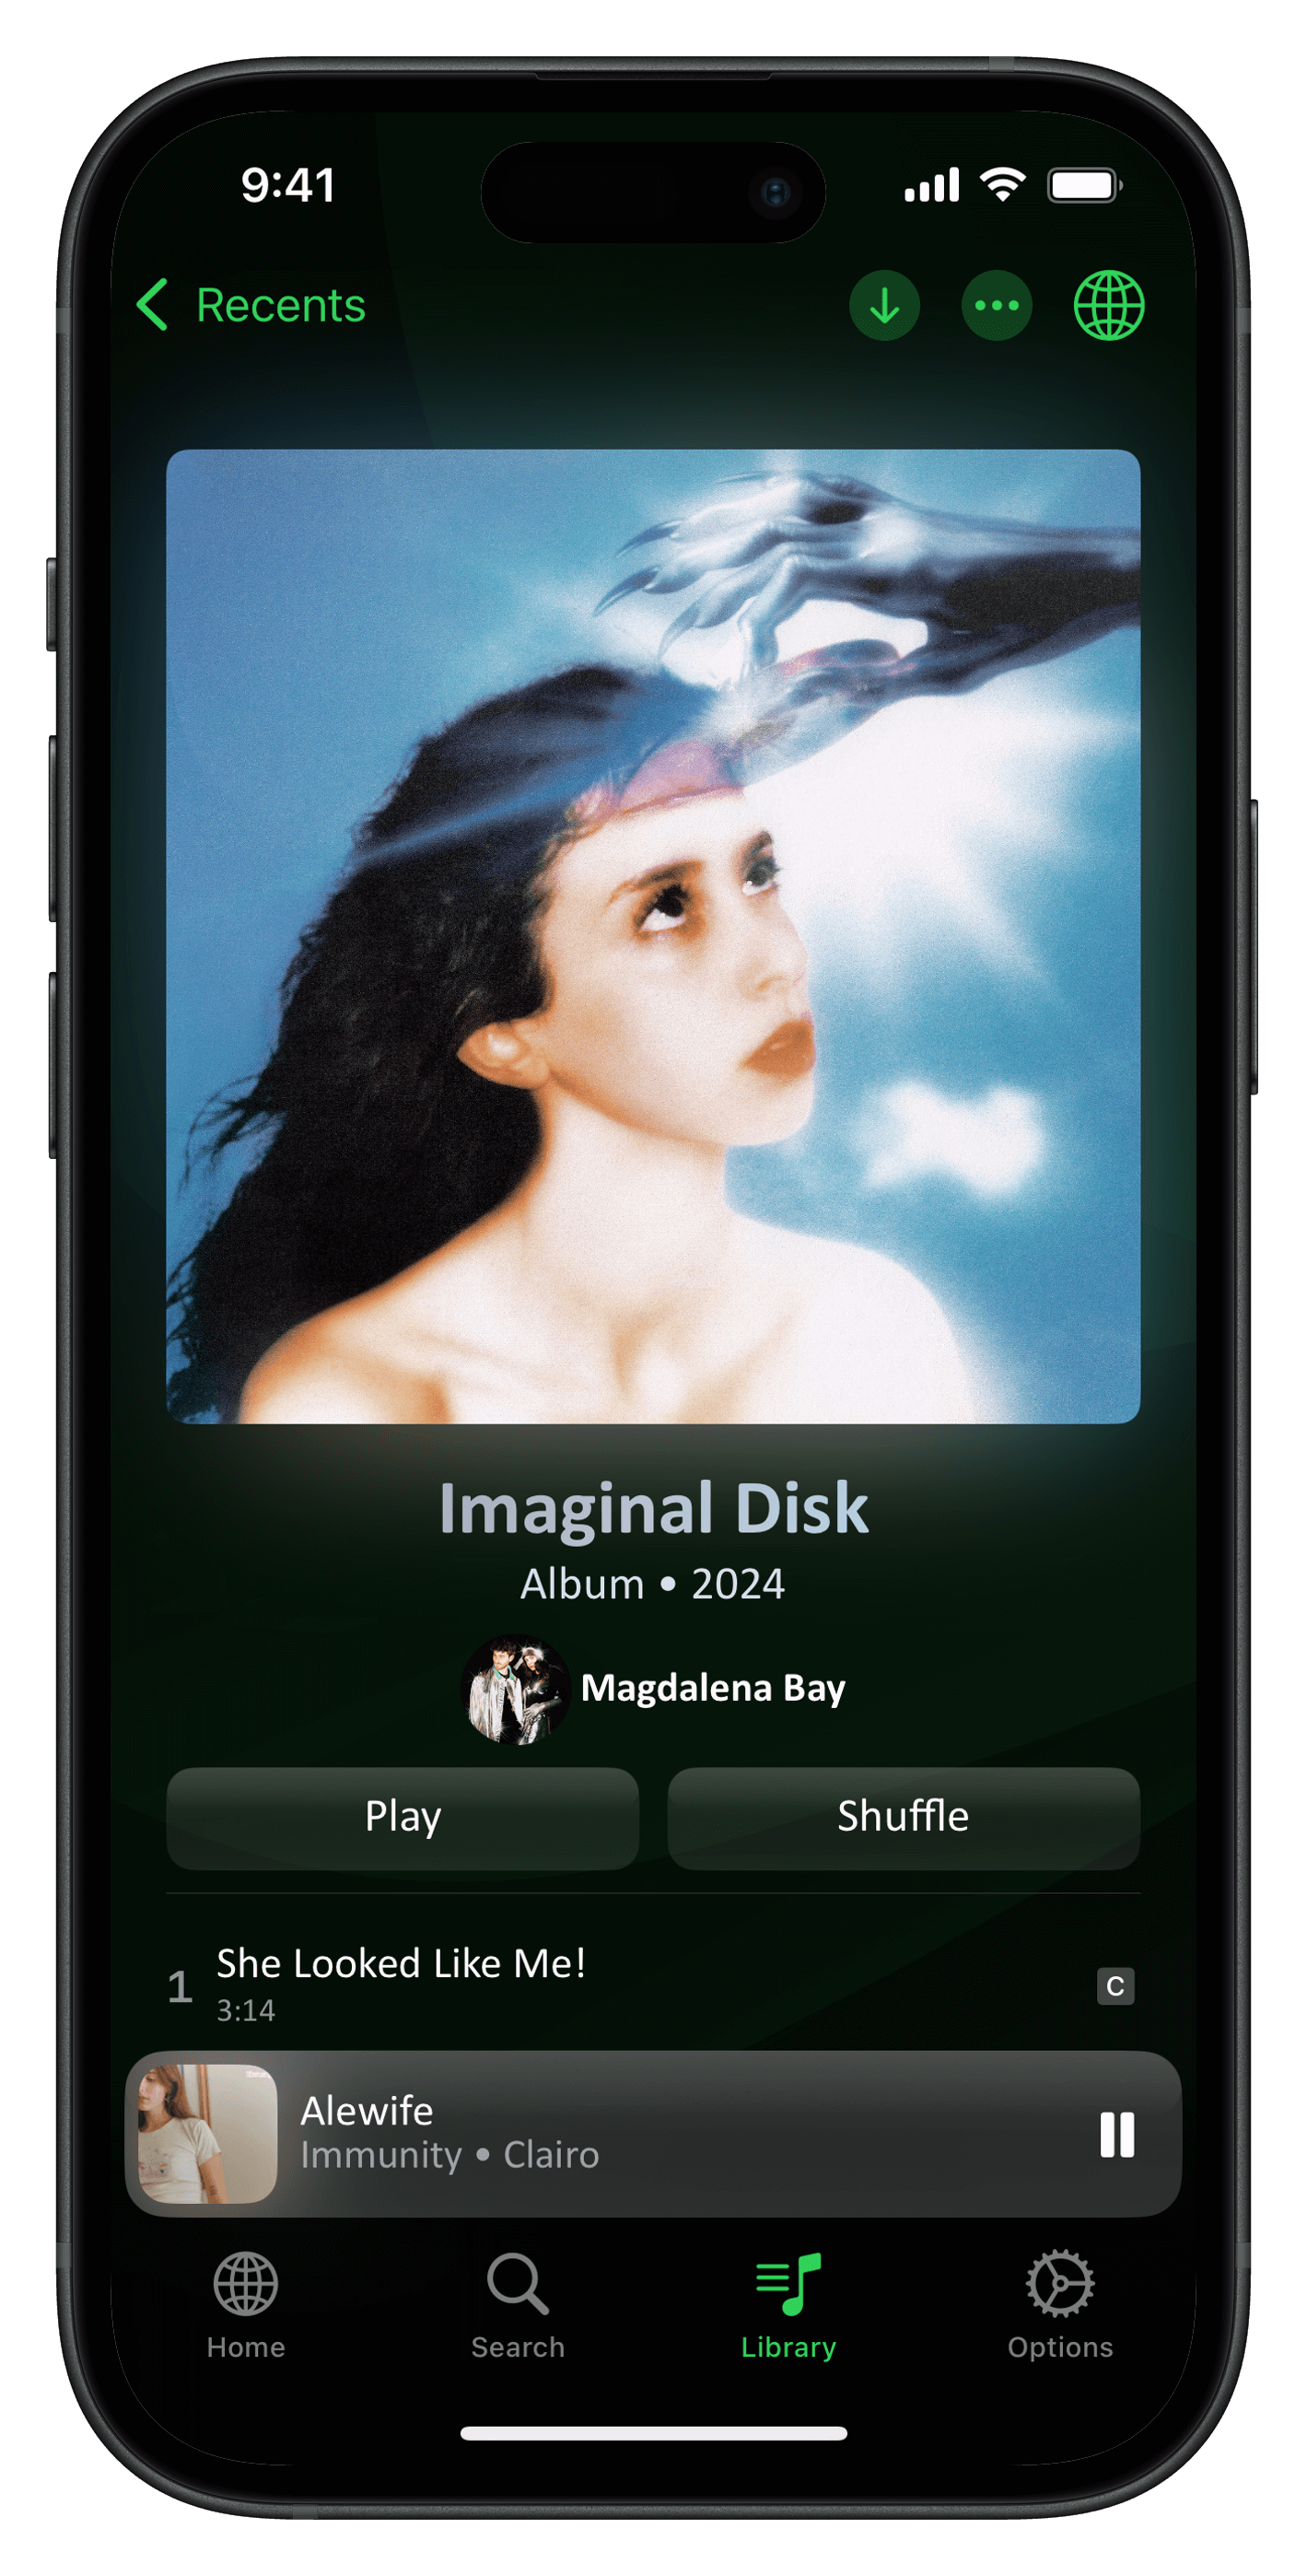 9:41
Recents
Imaginal Disk
Album • 2024
Magdalena Bay
Play
Shuffle
1
She Looked Like Me!
3:14
C
Alewife
Immunity • Clairo
Home
Search
Library
Options